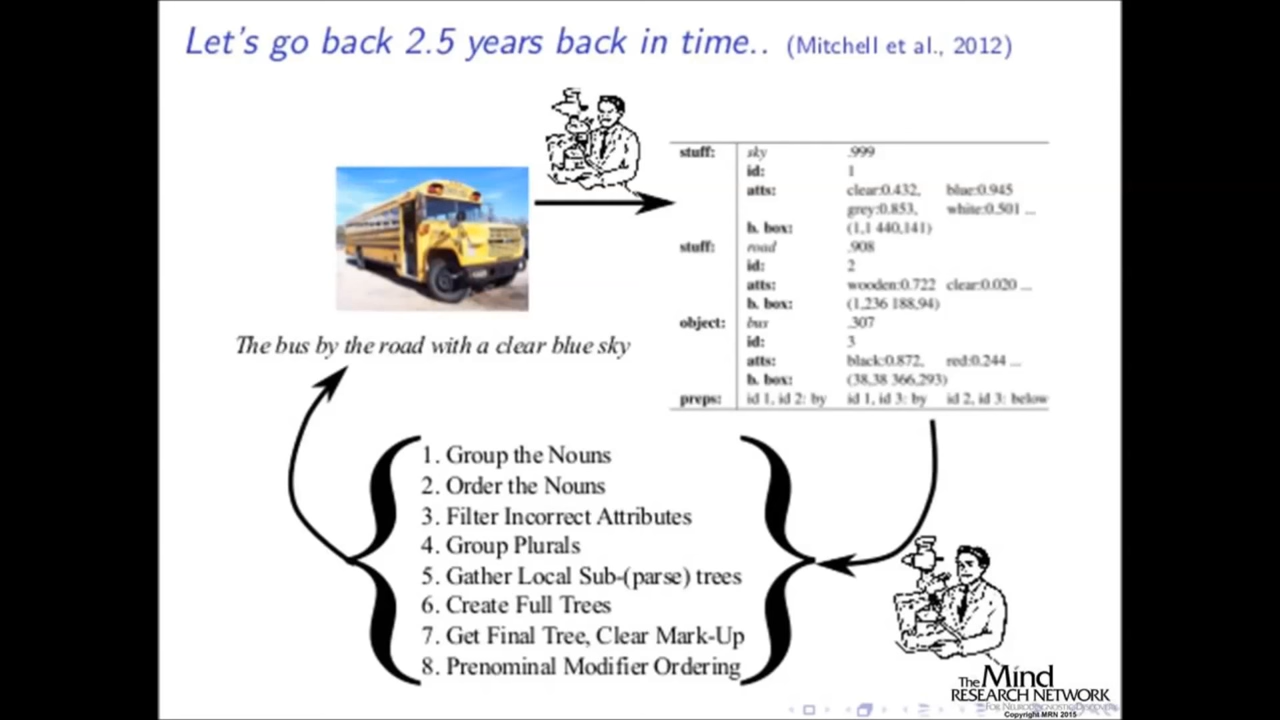 Let's go back 2.5 years back in time.. (Mitchell et al., 2012)
stuff: sky .999
id: 1
atts: clear:0.432, blue:0.945
grey:0.853, white:0.501 ...
b. box: (1,1 440,141)
stuff: road .908
id: 2
atts: wooden:0.722 clear:0.020 ...
b. box: (1,236 188,94)
object: bus .307
id: 3
atts: black:0.872, red:0.244 ...
b. box: (38,38 366,293)
preps: id 1, id 2: by id 1, id 3: by id 2, id 3: below
The bus by the road with a clear blue sky
1. Group the Nouns
2. Order the Nouns
3. Filter Incorrect Attributes
4. Group Plurals
5. Gather Local Sub-(parse) trees
6. Create Full Trees
7. Get Final Tree, Clear Mark-Up
8. Prenominal Modifier Ordering
The Mind
RESEARCH NETWORK
Copyright MRN 2015